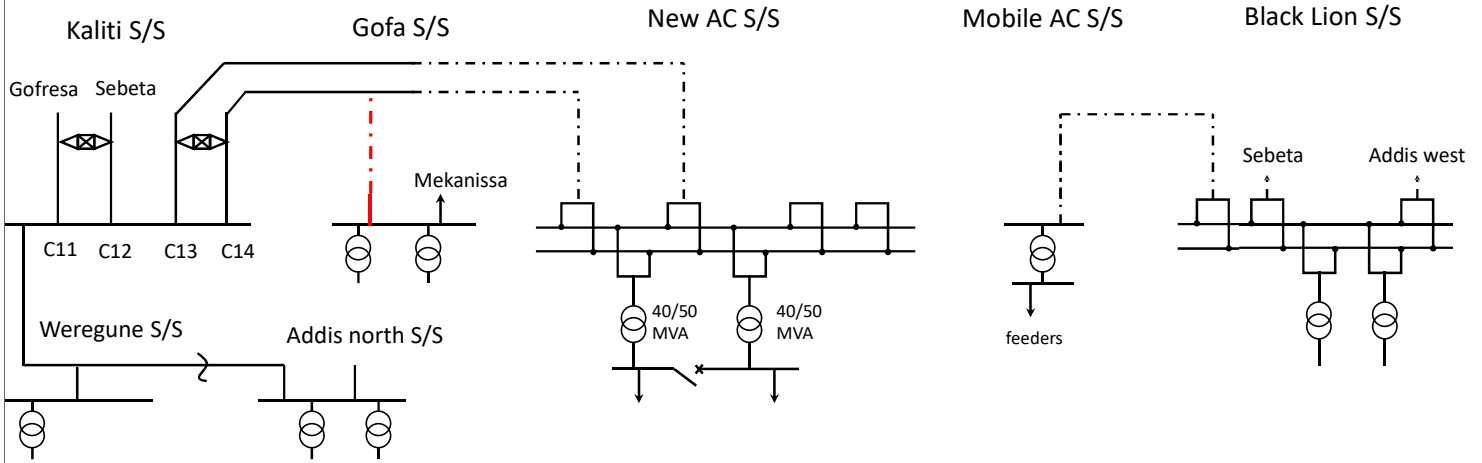 Kaliti S/S
Gofa S/S
New AC S/S
Mobile AC S/S
Black Lion S/S
Gofresa
Sebeta
Mekanissa
Sebeta
Addis west
C11
C12
C13
C14
40/50
MVA
40/50
MVA
Weregune S/S
Addis north S/S
feeders